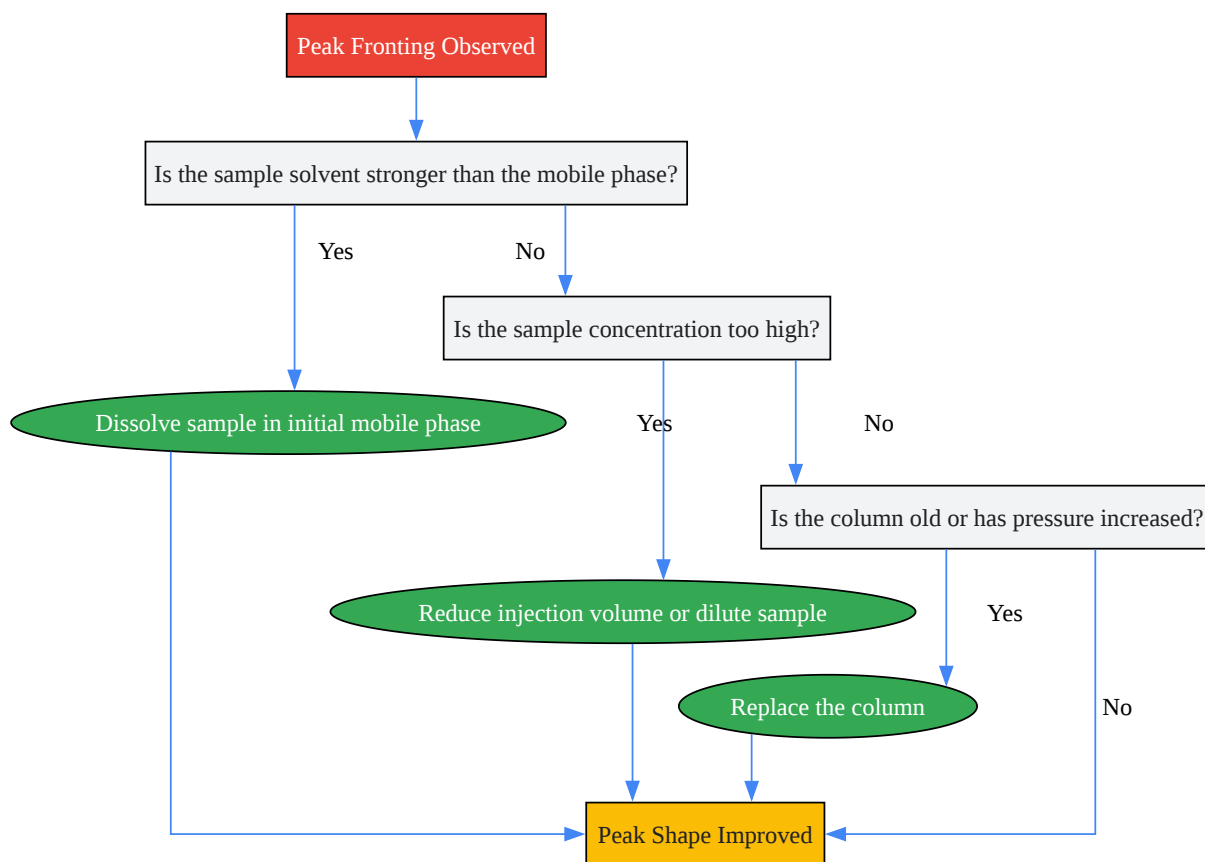 Peak Fronting Observed
Is the sample solvent stronger than the mobile phase?
Yes
No
Is the sample concentration too high?
Dissolve sample in initial mobile phase
Yes
No
Is the column old or has pressure increased?
Reduce injection volume or dilute sample
Yes
Replace the column
No
Peak Shape Improved